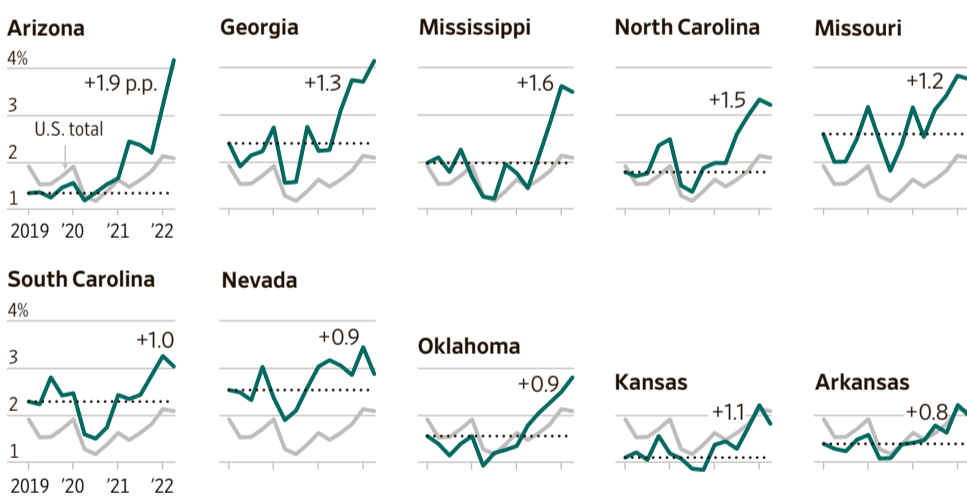 Arizona
Georgia
Mississippi
North Carolina
Missouri
4%
+1.9 p.p.
+1.3
+1.6
+1.5
+1.2
3
U.S. total
2
1
2019 ’20 ’21 ’22
South Carolina
Nevada
4%
+1.0
+0.9
Oklahoma
3
+0.9
Kansas
Arkansas
2
+1.1
+0.8
1
2019 ’20 ’21 ’22